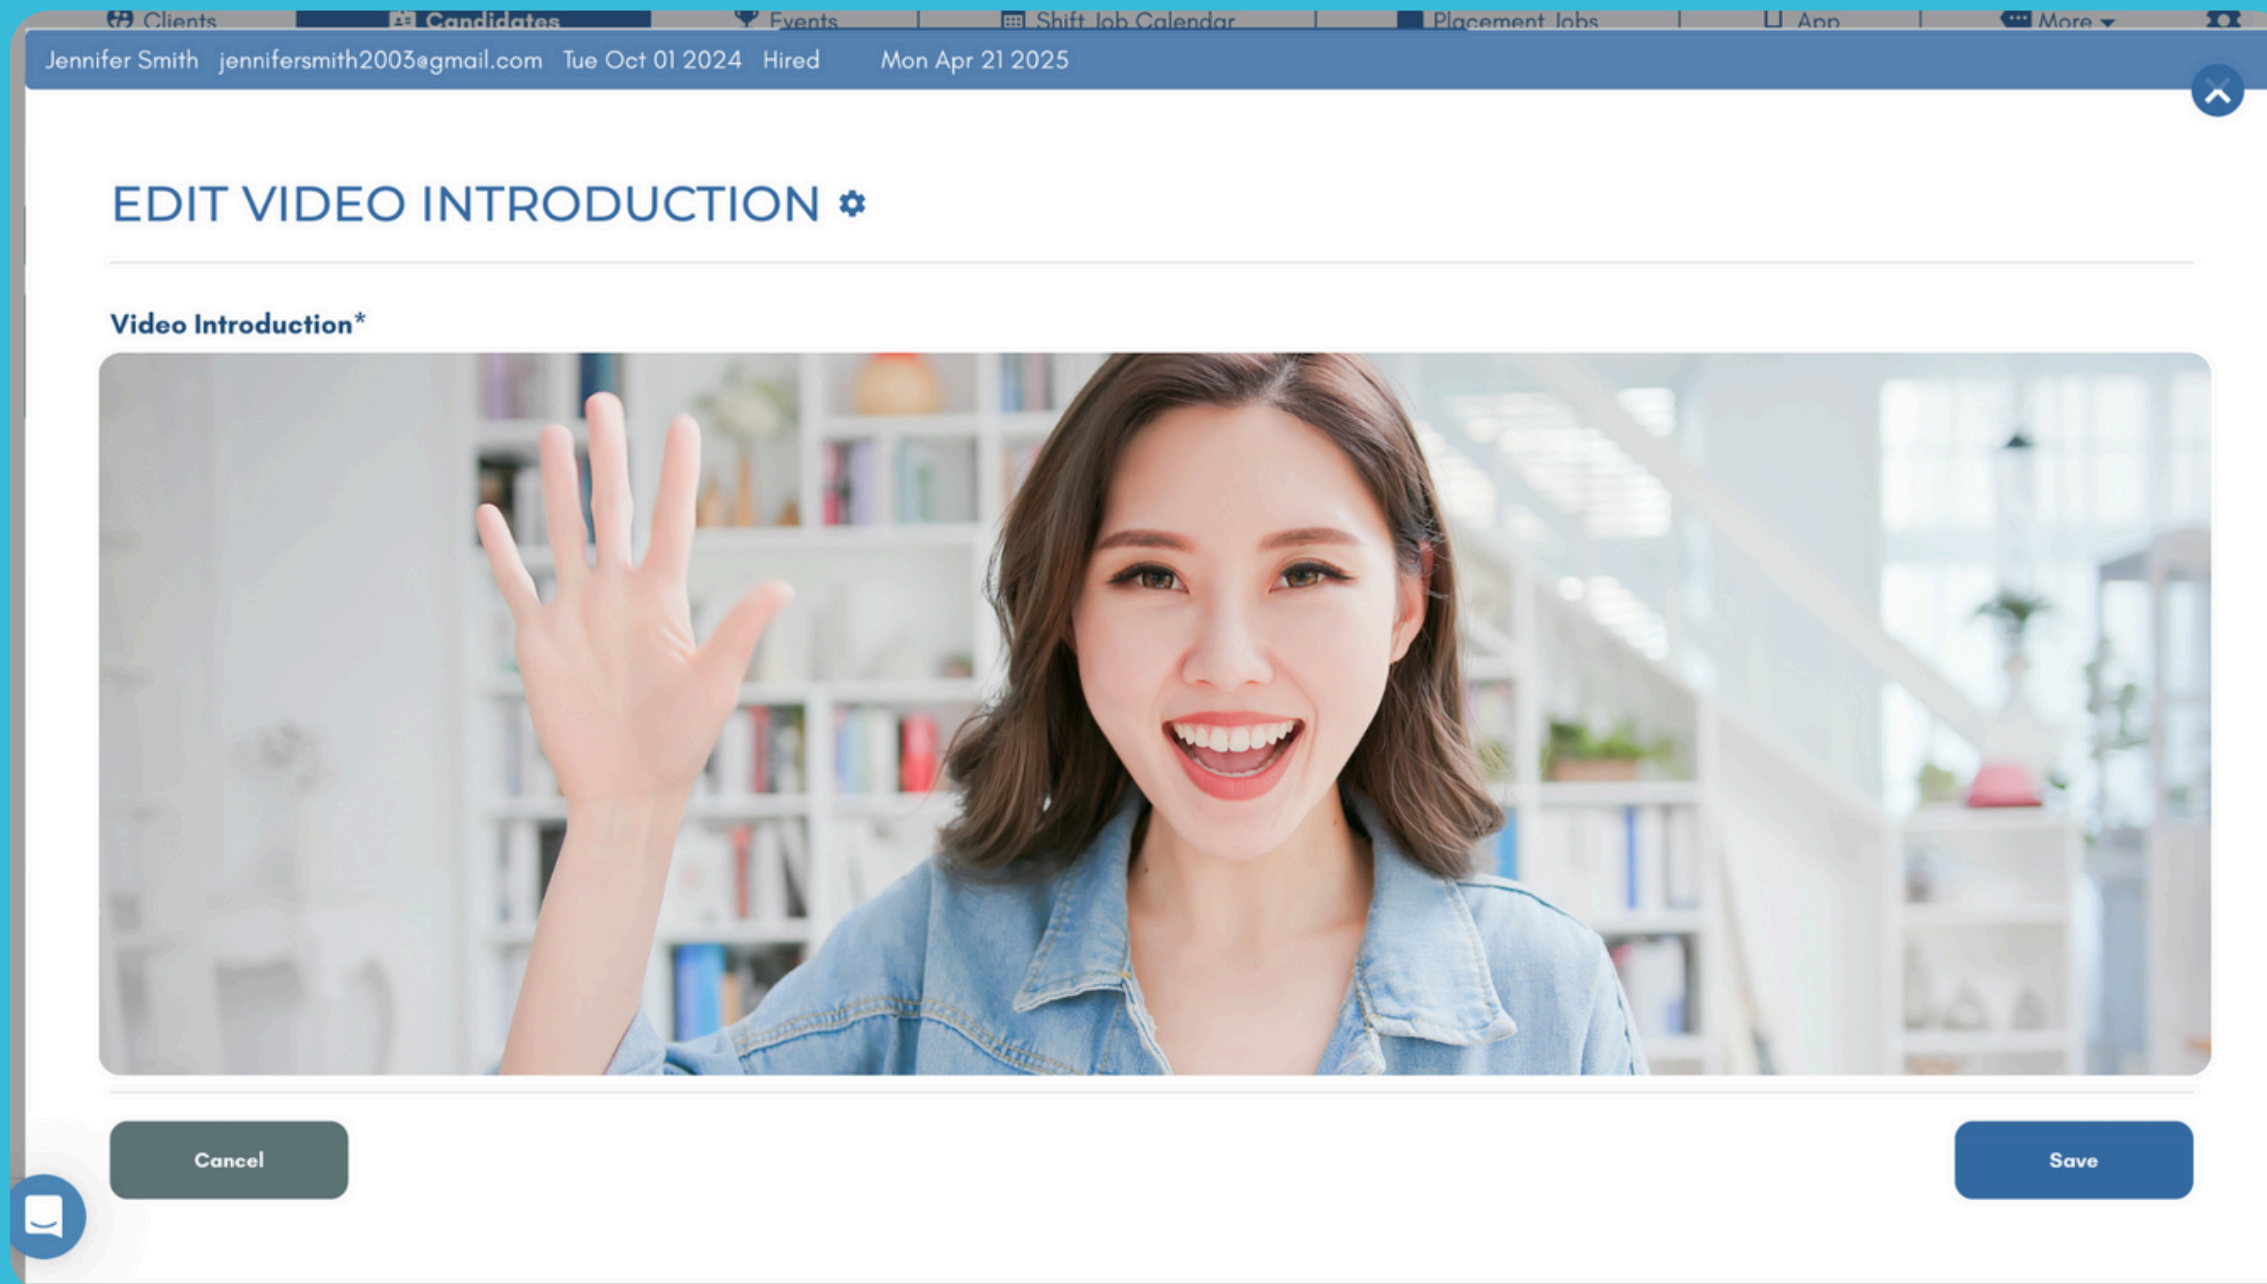 Clients Candidates Events Shift Job Calendar Placement Jobs App More
Jennifer Smith jennifersmith2003@gmail.com Tue Oct 01 2024 Hired Mon Apr 21 2025
EDIT VIDEO INTRODUCTION
Video Introduction*
Cancel Save